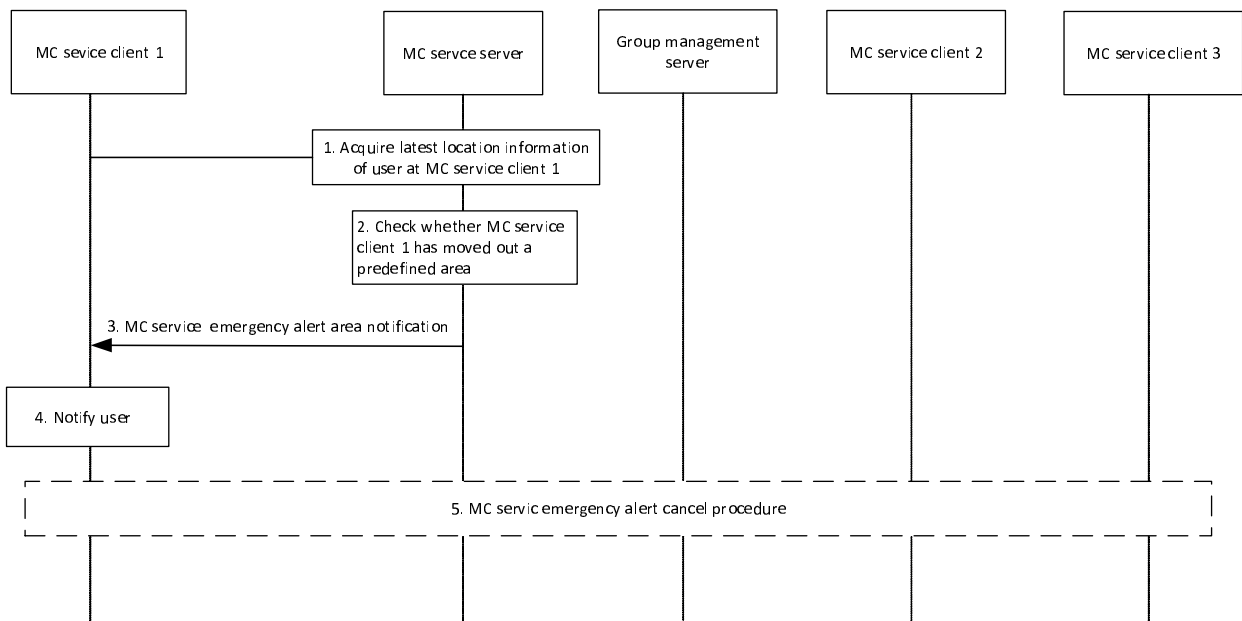 MC sevice client 1
MC servce server
Group management
server
MC service client 2
MC service client 3
1. Acquire latest location information
of user at MC service client 1
2. Check whether MC service
client 1 has moved out a
predefined area
3. MC service emergency alert area notification
4. Notify user
5. MC servic emergency alert cancel procedure